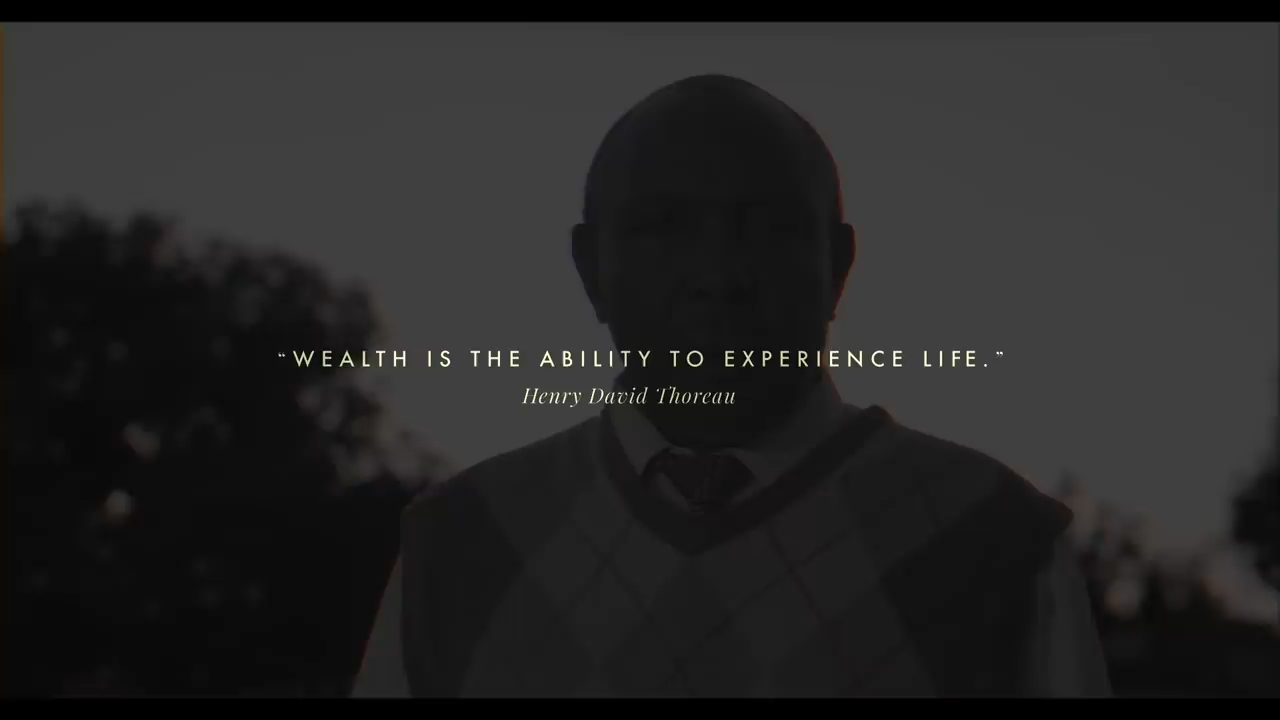 “WEALTH IS THE ABILITY TO EXPERIENCE LIFE.”
Henry David Thoreau